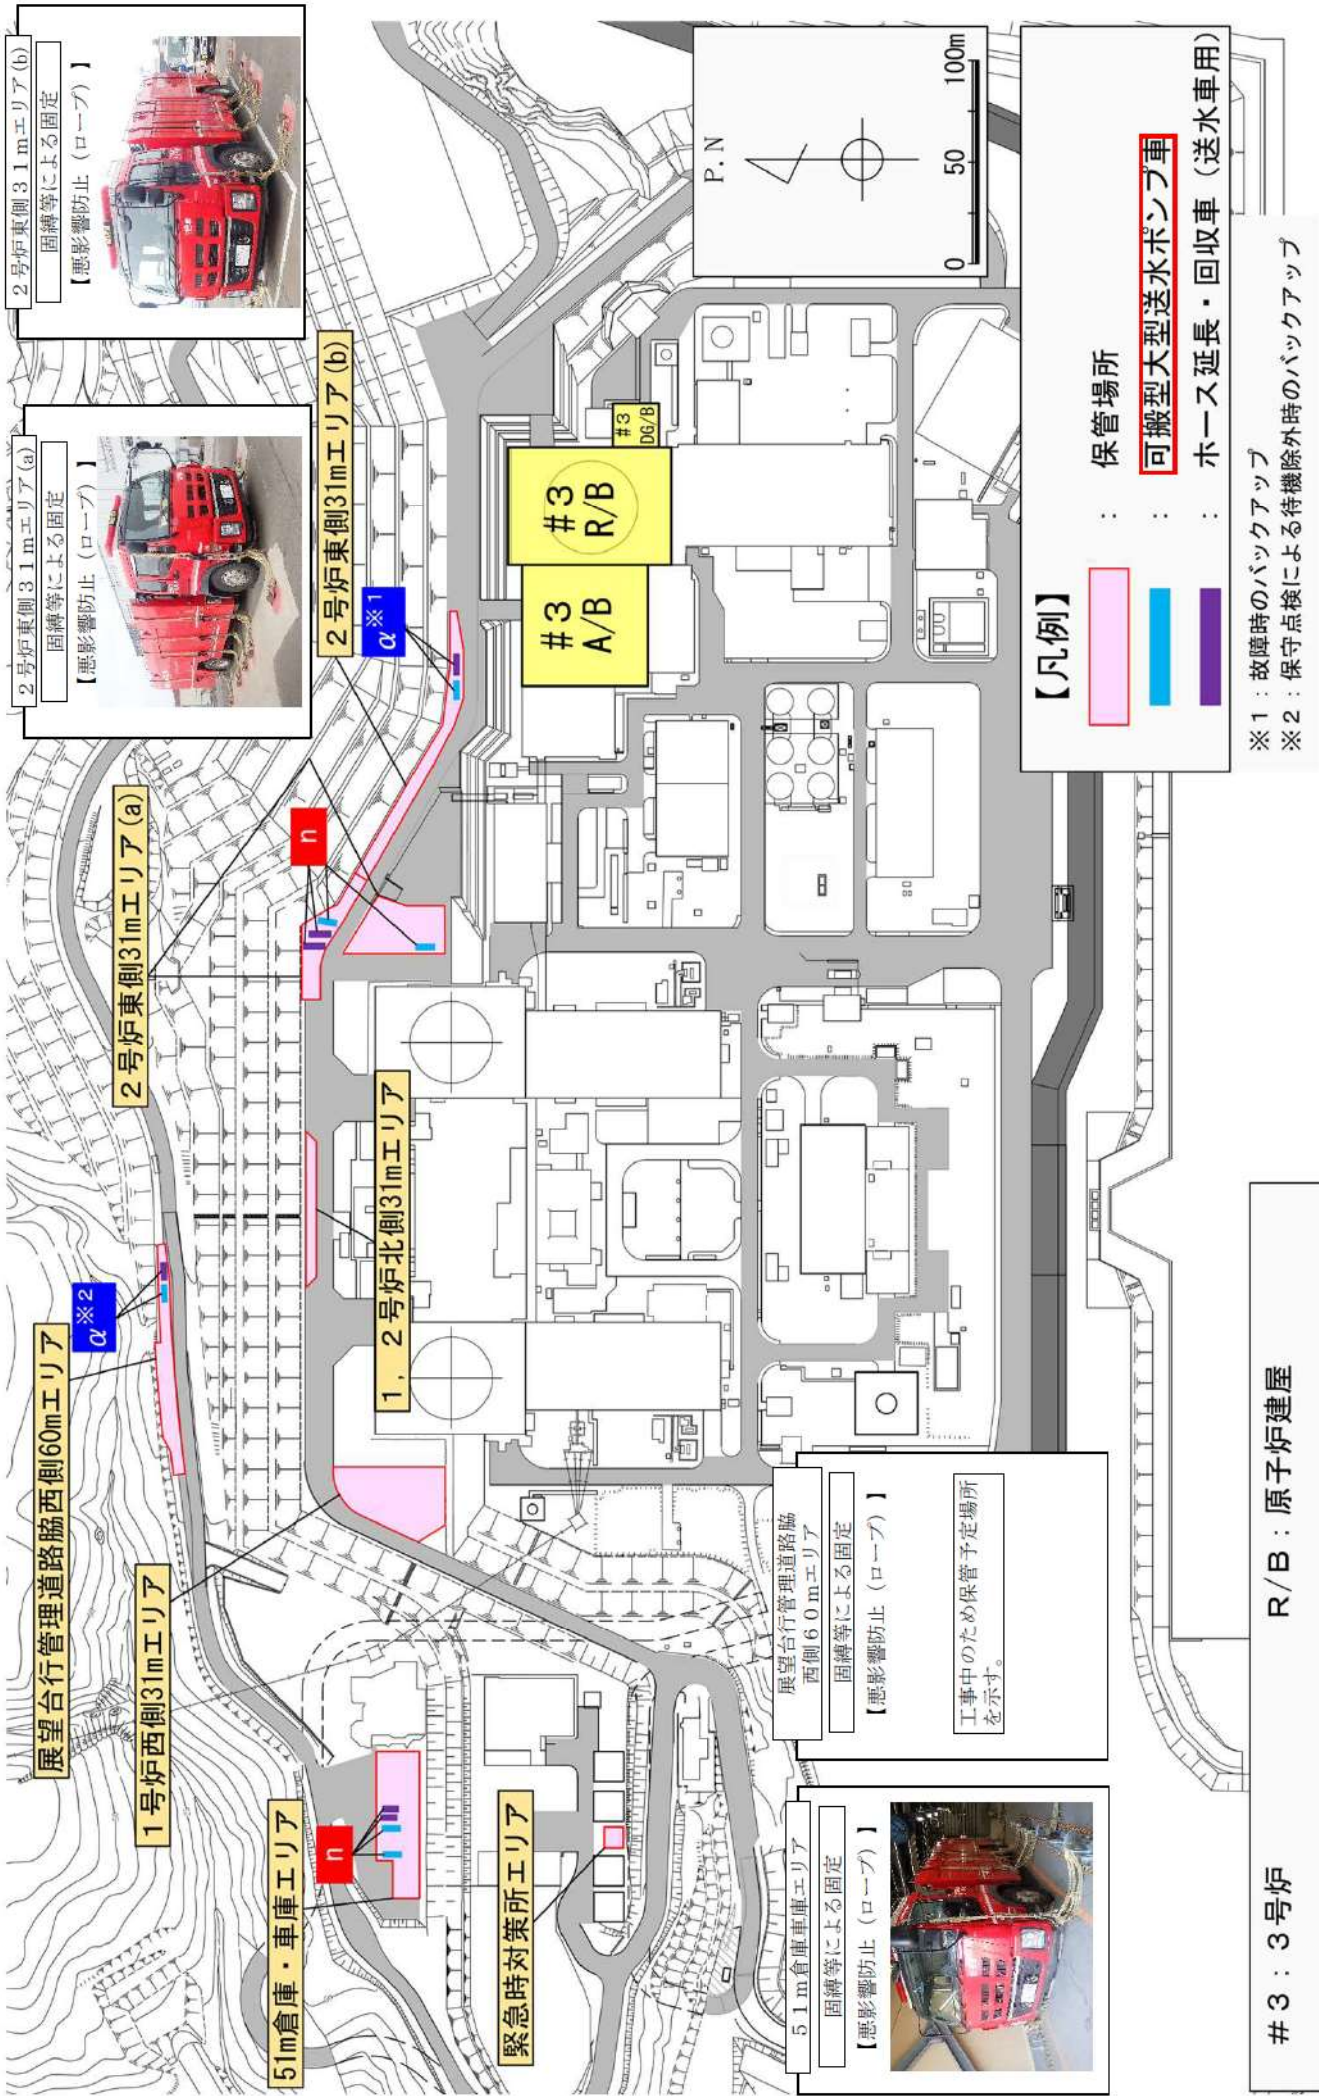 51m倉庫・車庫エリア
n
緊急時対策所エリア
1号炉西側31mエリア
展望台行管理道路脇西側60mエリア
α※2
1，2号炉北側31mエリア
2号炉東側31mエリア(a)
n
2号炉東側31mエリア(b)
α※1
2号炉東側31mエリア(a)
固縛等による固定
【悪影響防止（ロープ）】
2号炉東側31mエリア(b)
固縛等による固定
【悪影響防止（ロープ）】
#3
A/B
#3
R/B
#3
DG/B
P.N
0 50 100m
51m倉庫車庫エリア
固縛等による固定
【悪影響防止（ロープ）】
展望台行管理道路脇
西側60mエリア
固縛等による固定
【悪影響防止（ロープ）】
工事中のため保管予定場所
を示す。
【凡例】
：保管場所
：可搬型大型送水ポンプ車
：ホース延長・回収車（送水車用）
※1：故障時のバックアップ
※2：保守点検による待機除外時のバックアップ
#3：3号炉 R/B：原子炉建屋